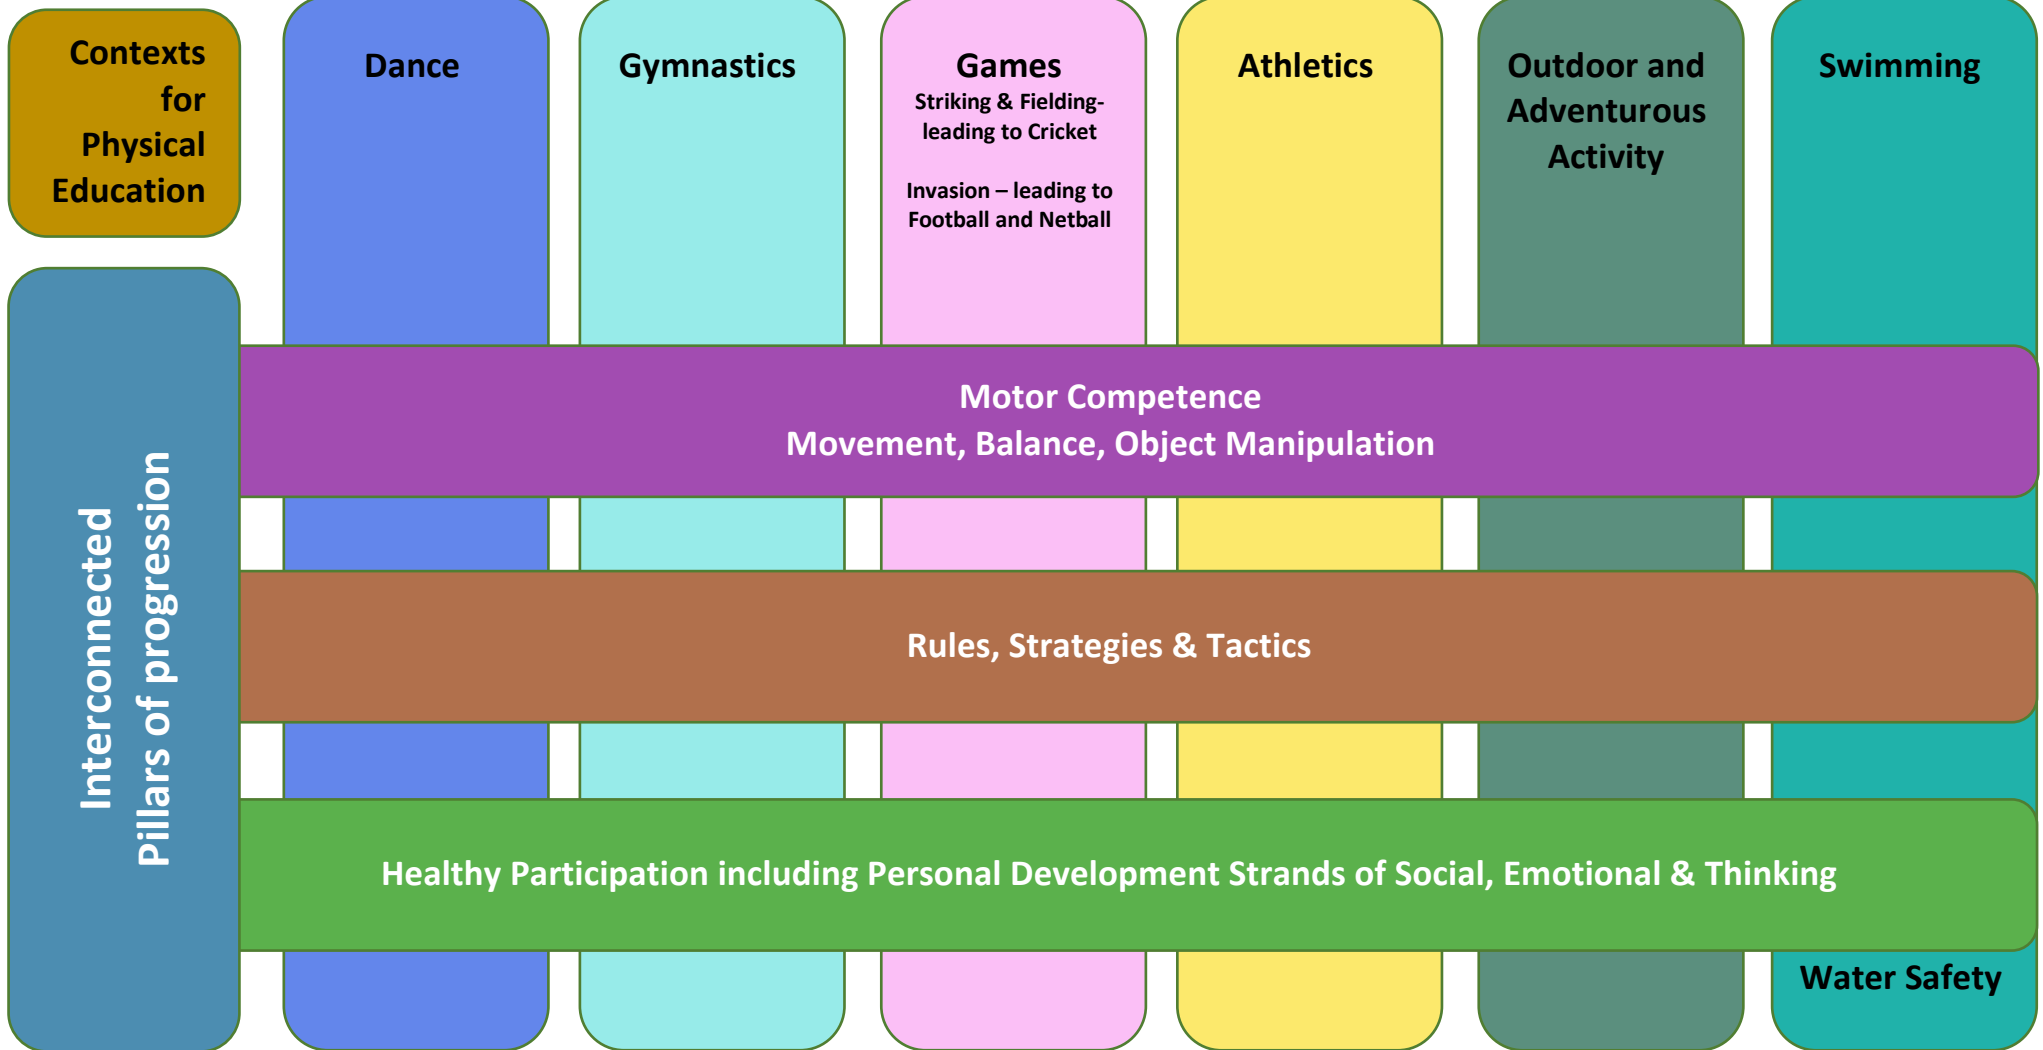 Contexts
for
Physical
Education
Dance
Gymnastics
Games
Striking & Fielding-
leading to Cricket
Invasion – leading to
Football and Netball
Athletics
Outdoor and
Adventurous
Activity
Swimming
Interconnected
Pillars of progression
Motor Competence
Movement, Balance, Object Manipulation
Rules, Strategies & Tactics
Healthy Participation including Personal Development Strands of Social, Emotional & Thinking
Water Safety